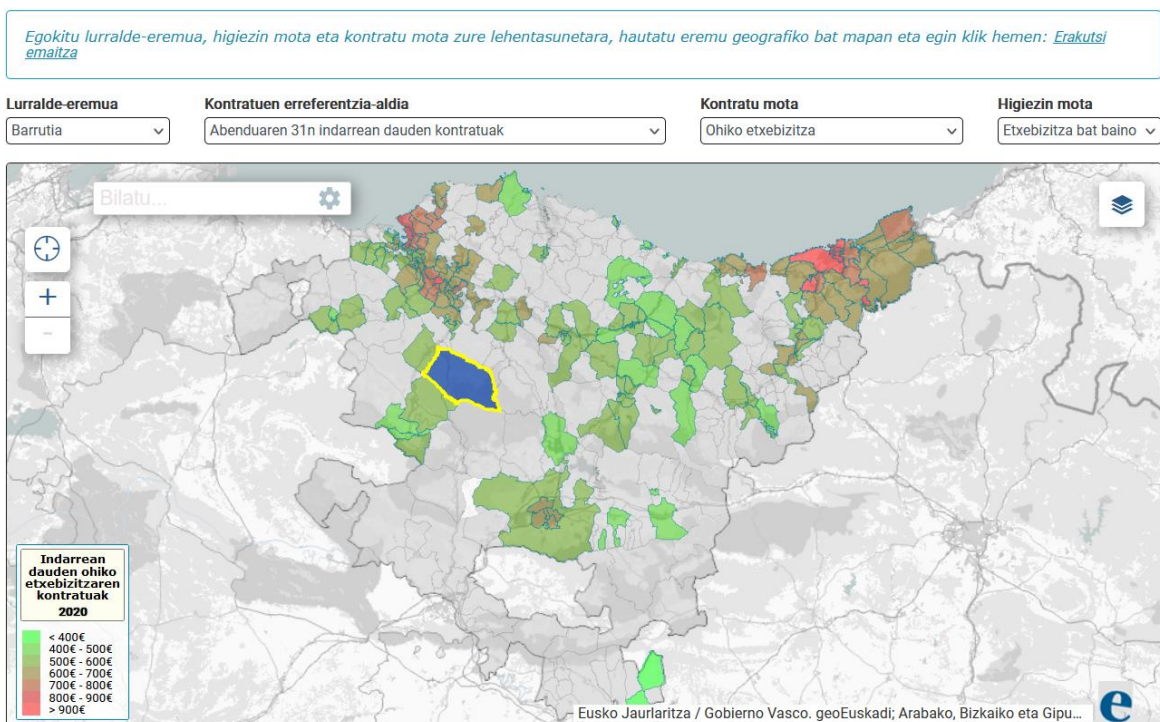 Egokitu lurralde-eremua, higiezin mota eta kontratu mota zure lehentasunetara, hautatu eremu geografiko bat mapan eta egin klik hemen: Erakutsi
emaitza
Lurralde-eremua
Kontratuen erreferentzia-aldia
Kontratu mota
Higiezin mota
Barrutia
Abenduaren 31n indarrean dauden kontratuak
Ohiko etxebizitza
Etxebizitza bat baino
Bilatu...
+
-
Indarrean
dauden ohiko
etxebizitzaren
kontratuak
2020
< 400€
400€ - 500€
500€ - 600€
600€ - 700€
700€ - 800€
800€ - 900€
> 900€
Eusko Jaurlaritza / Gobierno Vasco. geoEuskadi; Arabako, Bizkaiko eta Gipu...
e